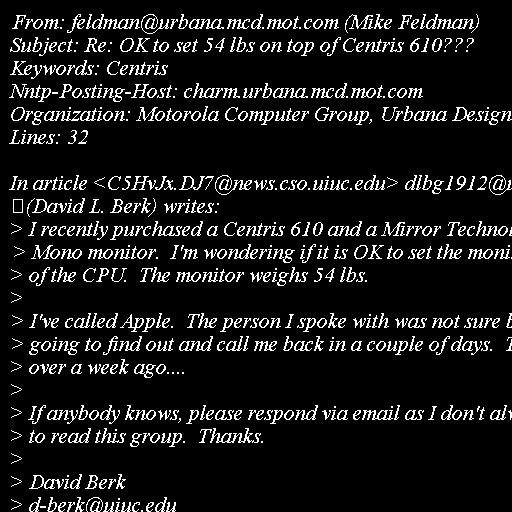 From: feldman@urbana.mcd.mot.com (Mike Feldman)
Subject: Re: OK to set 54 lbs on top of Centris 610???
Keywords: Centris
Nntp-Posting-Host: charm.urbana.mcd.mot.com
Organization: Motorola Computer Group, Urbana Design
Lines: 32

In article <C5HvJx.DJ7@news.cso.uiuc.edu> dlbg1912@u
(David L. Berk) writes:
> I recently purchased a Centris 610 and a Mirror Technol
> Mono monitor.  I'm wondering if it is OK to set the moni
> of the CPU.  The monitor weighs 54 lbs.
>
> I've called Apple.  The person I spoke with was not sure b
> going to find out and call me back in a couple of days.  T
> over a week ago....
>
> If anybody knows, please respond via email as I don't alw
> to read this group.  Thanks.
>
> David Berk
> d-berk@uiuc.edu